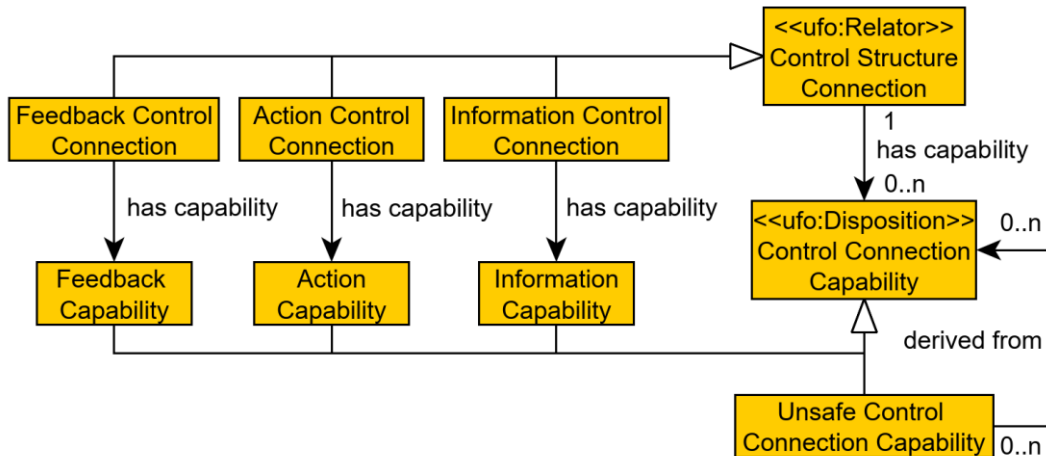 <<ufo:Relator>>
Control Structure
Connection
Feedback Control
Connection
Action Control
Connection
Information Control
Connection
1
has capability
0..n
has capability
has capability
has capability
<<ufo:Disposition>>
Control Connection
Capability
0..n
Feedback
Capability
Action
Capability
Information
Capability
derived from
Unsafe Control
Connection Capability
0..n